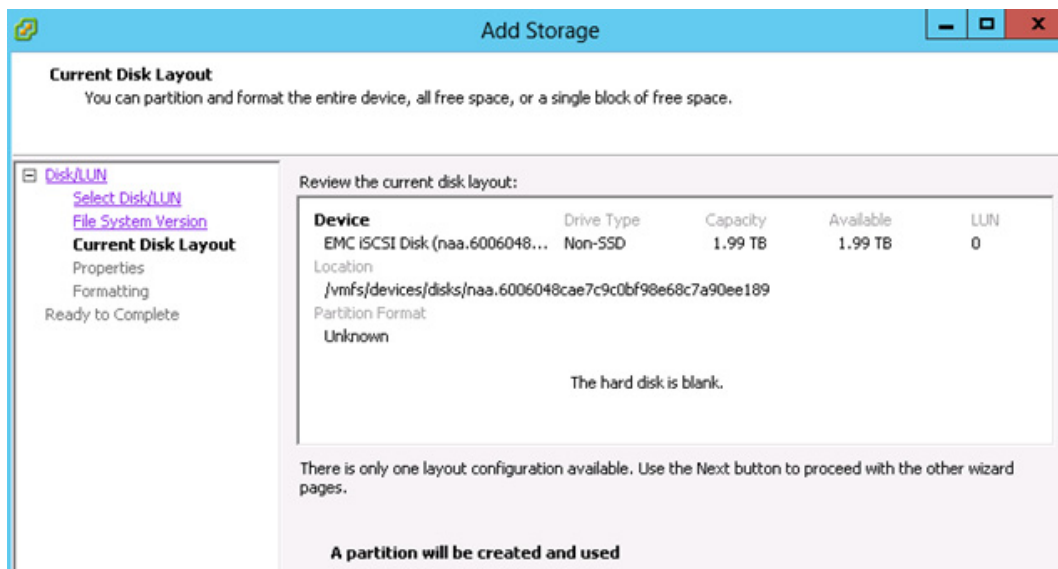 Add Storage
Current Disk Layout
You can partition and format the entire device, all free space, or a single block of free space.
Disk/LUN
Select Disk/LUN
File System Version
Current Disk Layout
Properties
Formatting
Ready to Complete
Review the current disk layout:
Device Drive Type Capacity Available LUN
EMC iSCSI Disk (naa.6006048... Non-SSD 1.99 TB 1.99 TB 0
Location
/vmfs/devices/disks/naa.6006048cae7c9c0bf98e68c7a90ee189
Partition Format
Unknown
The hard disk is blank.
There is only one layout configuration available. Use the Next button to proceed with the other wizard
pages.
A partition will be created and used